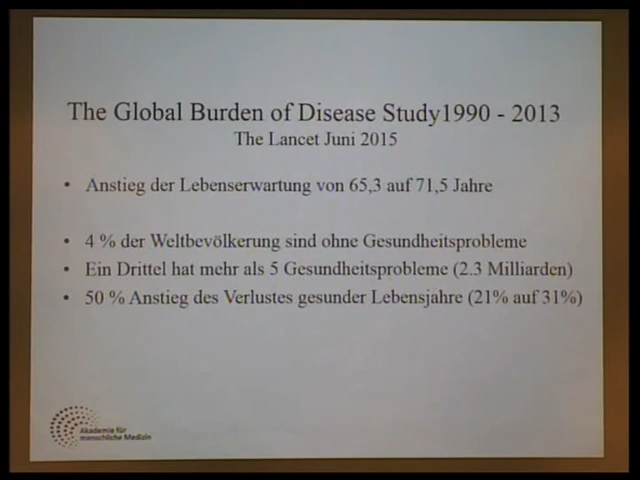 The Global Burden of Disease Study1990 - 2013
The Lancet Juni 2015
• Anstieg der Lebenserwartung von 65,3 auf 71,5 Jahre
• 4 % der Weltbevölkerung sind ohne Gesundheitsprobleme
• Ein Drittel hat mehr als 5 Gesundheitsprobleme (2.3 Milliarden)
• 50 % Anstieg des Verlustes gesunder Lebensjahre (21% auf 31%)
Akademie für
menschliche Medizin